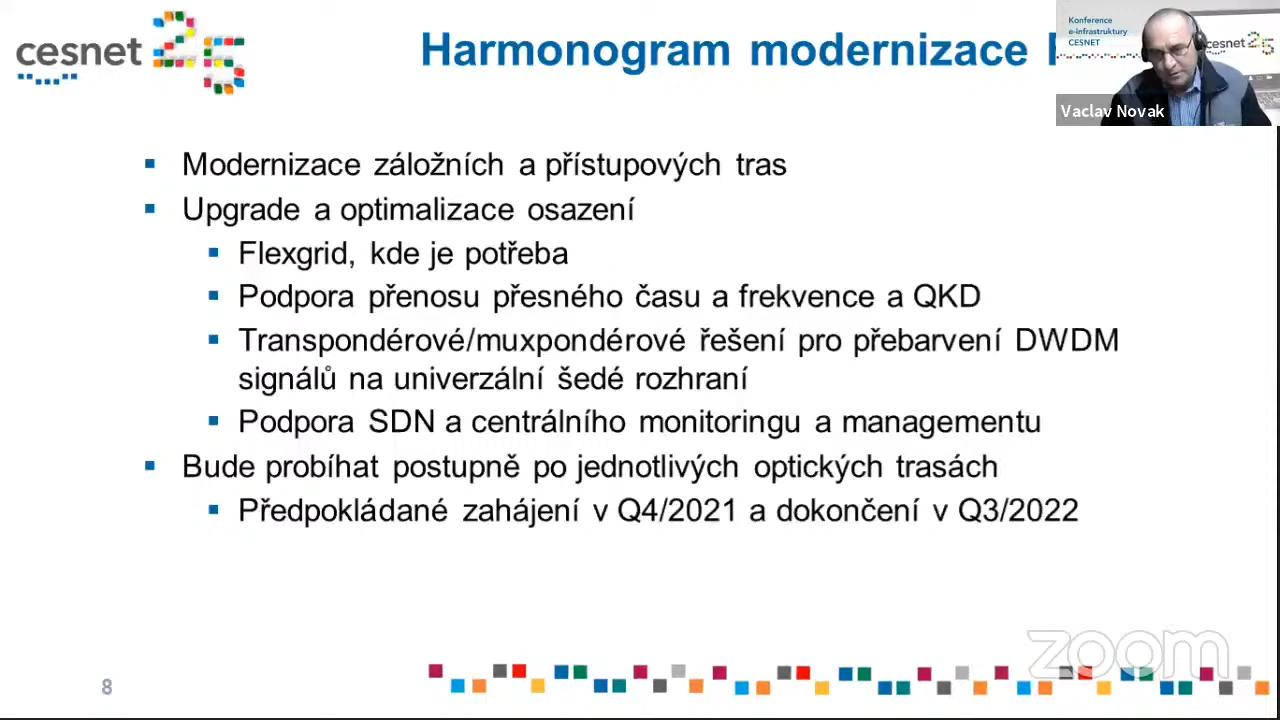 cesnet 25
Harmonogram modernizace
Konference
e-infrastruktury
CESNET
cesnet 25
Vaclav Novak
Modernizace záložních a přístupových tras
Upgrade a optimalizace osazení
Flexgrid, kde je potřeba
Podpora přenosu přesného času a frekvence a QKD
Transpondérové/muxpondérové řešení pro přebarvení DWDM
signálů na univerzální šedé rozhraní
Podpora SDN a centrálního monitoringu a managementu
Bude probíhat postupně po jednotlivých optických trasách
Předpokládané zahájení v Q4/2021 a dokončení v Q3/2022
zoom
8